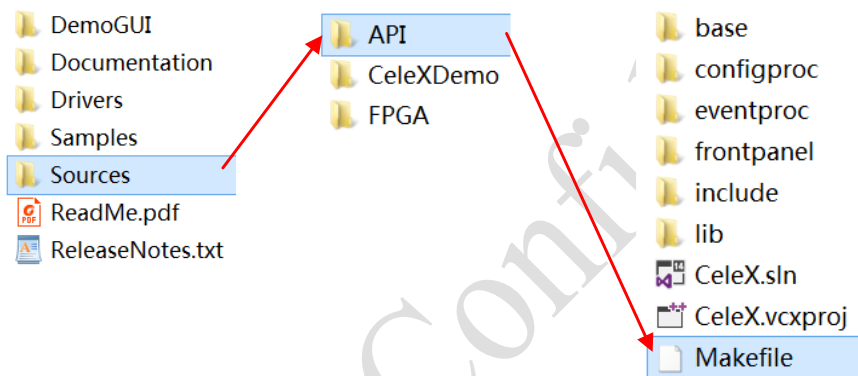 DemoGUI
Documentation
Drivers
Samples
Sources
ReadMe.pdf
ReleaseNotes.txt
API
CeleXDemo
FPGA
base
configproc
eventproc
frontpanel
include
lib
CeleX.sln
CeleX.vcxproj
Makefile